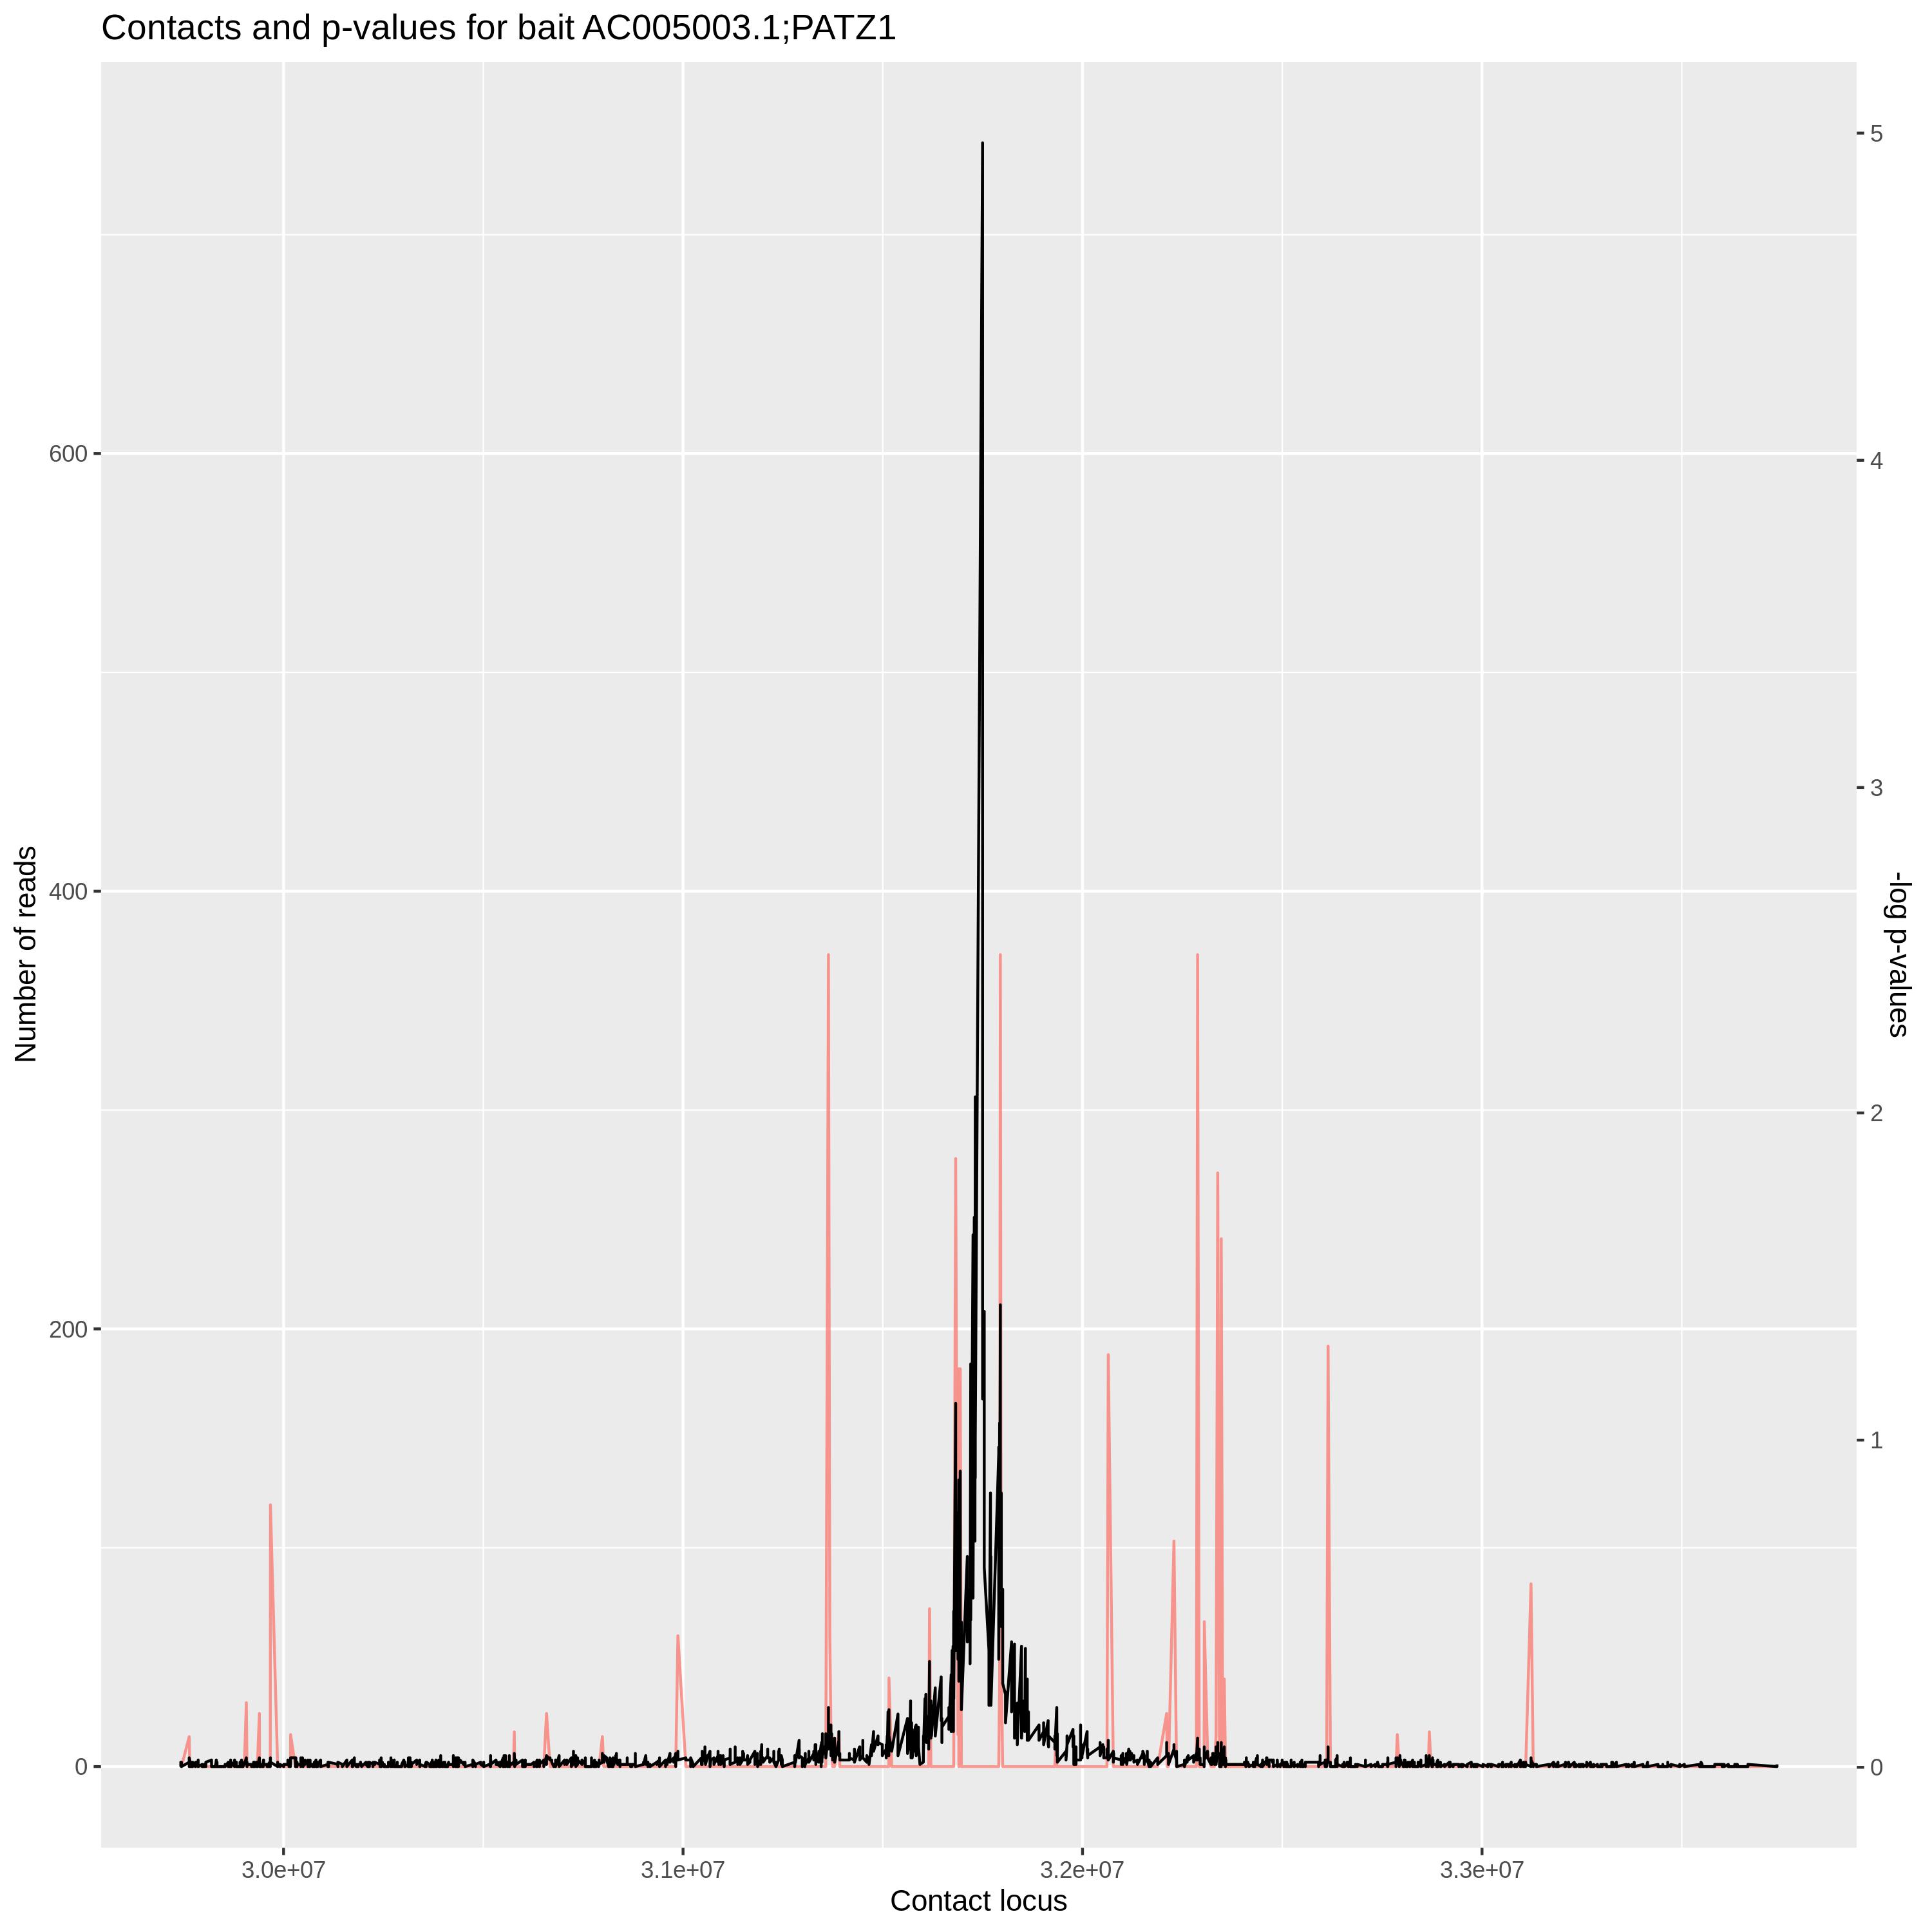 Contacts and p-values for bait AC005003.1;PATZ1
Number of reads
600
400
200
0
5
4
3
2
1
0
-log p-values
3.0e+07
3.1e+07
3.2e+07
3.3e+07
Contact locus